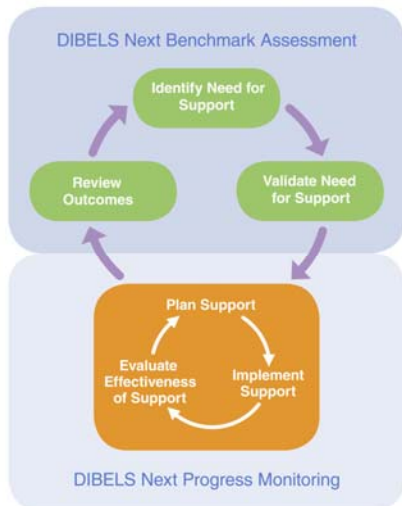 DIBELS Next Benchmark Assessment
Identify Need for
Support
Review
Outcomes
Validate Need
for Support
Plan Support
Evaluate
Effectiveness
of Support
Implement
Support
DIBELS Next Progress Monitoring